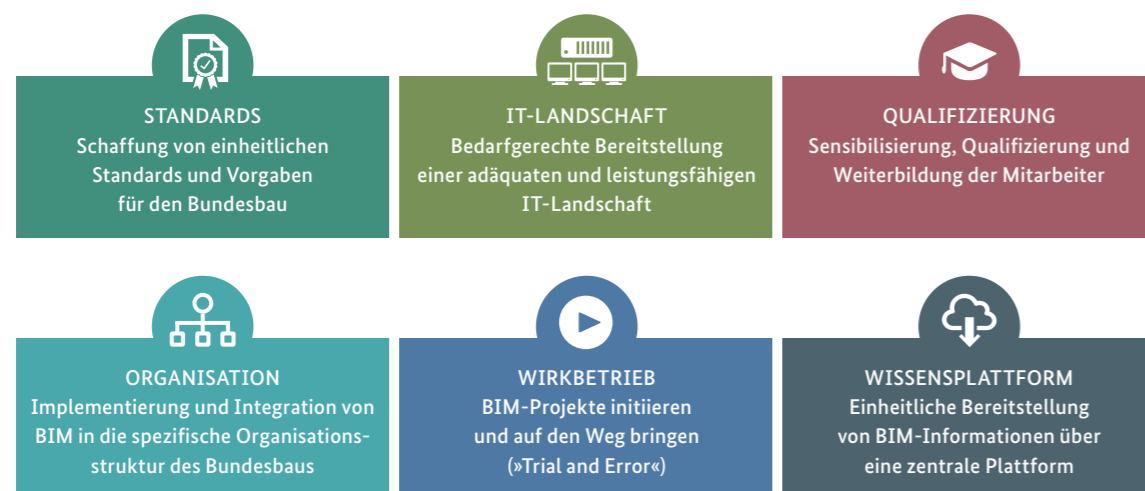 STANDARDS
Schaffung von einheitlichen
Standards und Vorgaben
für den Bundesbau
IT-LANDSCHAFT
Bedarfgerechte Bereitstellung
einer adäquaten und leistungsfähigen
IT-Landschaft
QUALIFIZIERUNG
Sensibilisierung, Qualifizierung und
Weiterbildung der Mitarbeiter
ORGANISATION
Implementierung und Integration von
BIM in die spezifische Organisations-
struktur des Bundesbaus
WIRKBETRIEB
BIM-Projekte initiieren
und auf den Weg bringen
(»Trial and Error«)
WISSENSPLATTFORM
Einheitliche Bereitstellung
von BIM-Informationen über
eine zentrale Plattform